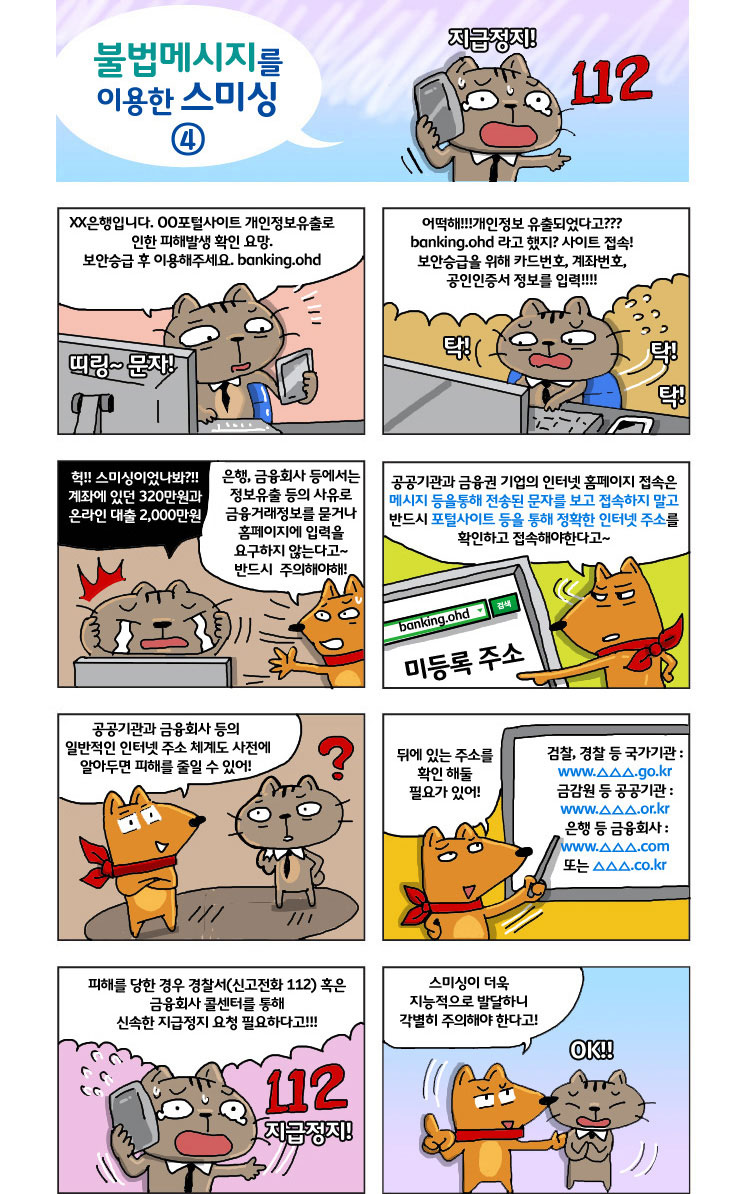 불법메시지를
이용한 스미싱
④
지급정지!
112
XX은행입니다. OO포털사이트 개인정보유출로
인한 피해발생 확인 요망.
보안승급 후 이용해주세요. banking.ohd
띠링~ 문자!
어떡해!!!개인정보 유출되었다고???
banking.ohd 라고 했지? 사이트 접속!
보안승급을 위해 카드번호, 계좌번호,
공인인증서 정보를 입력!!!!
탁!
탁!
탁!
헉!! 스미싱이었나봐?!!
계좌에 있던 320만원과
온라인 대출 2,000만원
은행, 금융회사 등에서는
정보유출 등의 사유로
금융거래정보를 묻거나
홈페이지에 입력을
요구하지 않는다고~
반드시 주의해야해!
공공기관과 금융권 기업의 인터넷 홈페이지 접속은
메시지 등을통해 전송된 문자를 보고 접속하지 말고
반드시 포털사이트 등을 통해 정확한 인터넷 주소를
확인하고 접속해야한다고~
banking.ohd
검색
미등록 주소
공공기관과 금융회사 등의
일반적인 인터넷 주소 체계도 사전에
알아두면 피해를 줄일 수 있어!
?
뒤에 있는 주소를
확인 해둘
필요가 있어!
검찰, 경찰 등 국가기관 :
www.△△△.go.kr
금감원 등 공공기관 :
www.△△△.or.kr
은행 등 금융회사 :
www.△△△.com
또는 △△△.co.kr
피해를 당한 경우 경찰서(신고전화 112) 혹은
금융회사 콜센터를 통해
신속한 지급정지 요청 필요하다고!!!
112
지급정지!
스미싱이 더욱
지능적으로 발달하니
각별히 주의해야 한다고!
OK!!